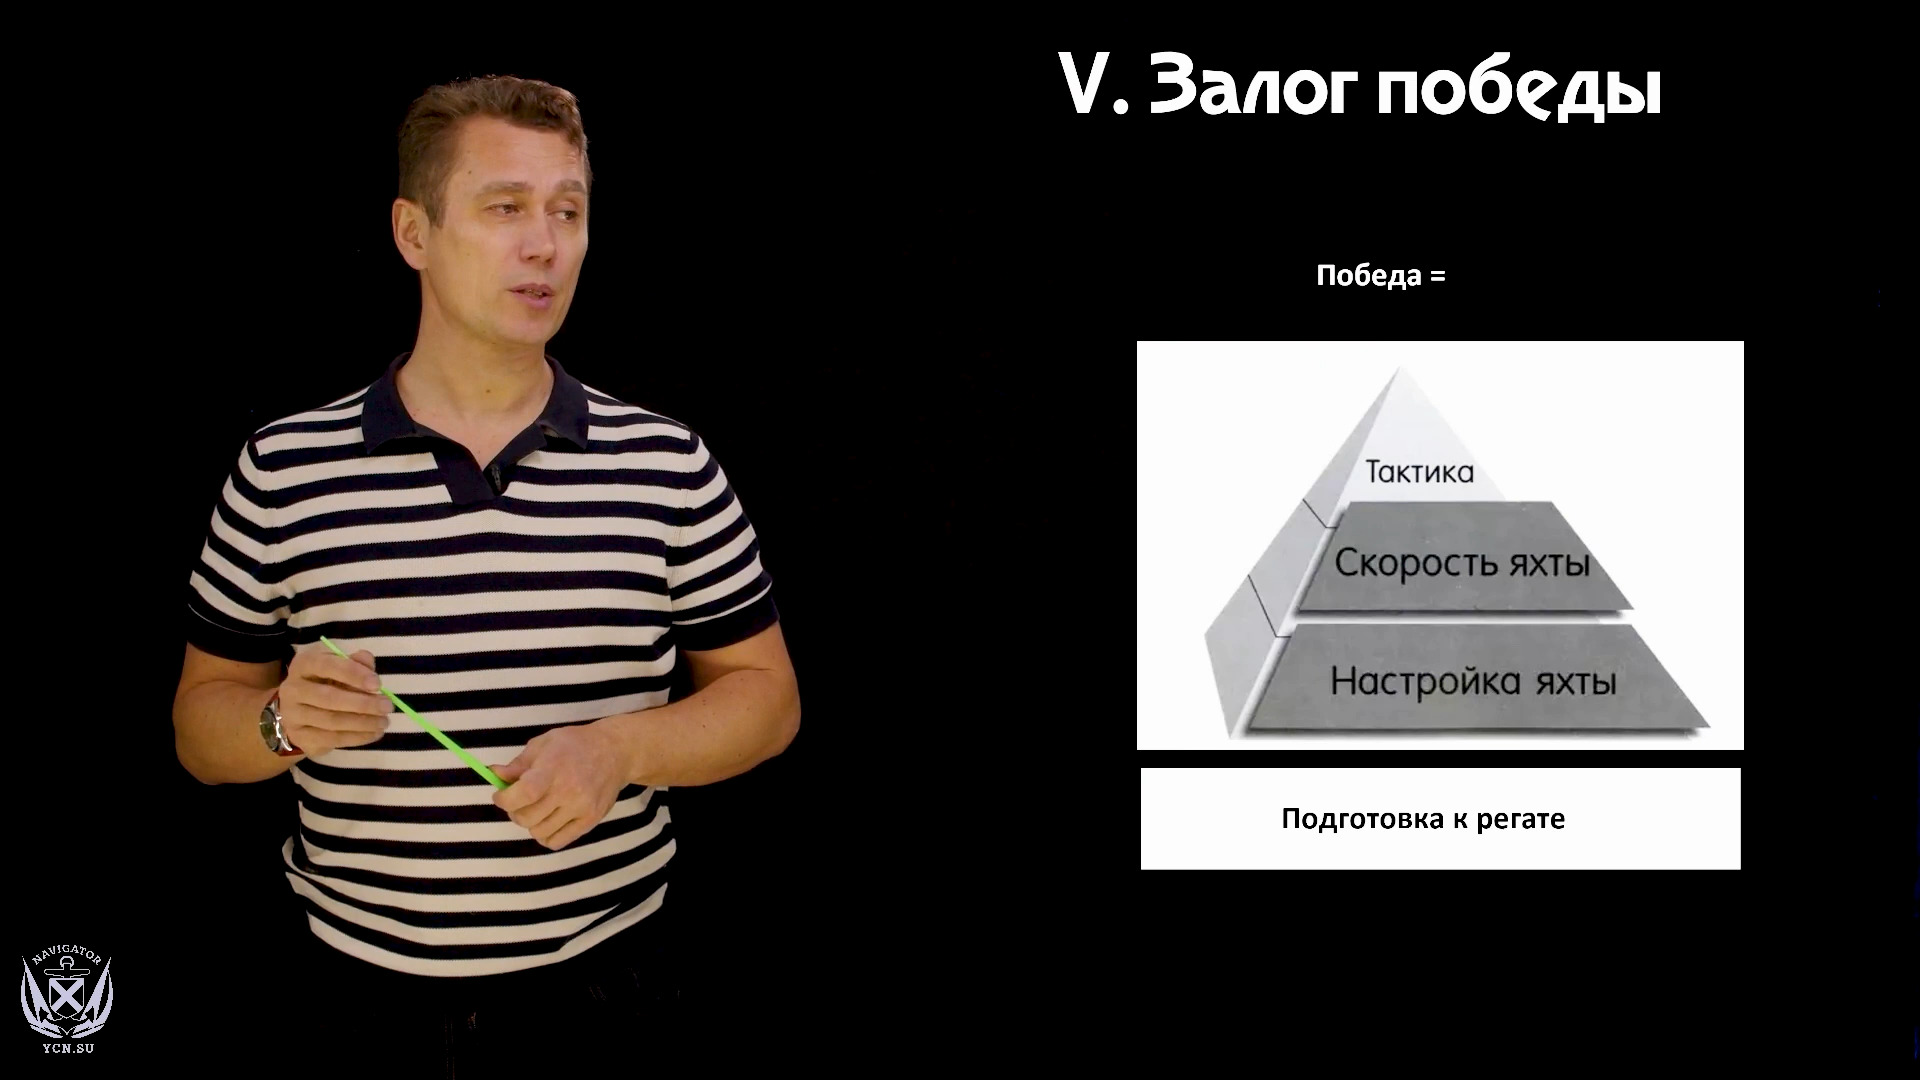 V. Залог победы
Победа =
Тактика
Скорость яхты
Настройка яхты
Подготовка к регате
NAVIGATOR
YCN.SU